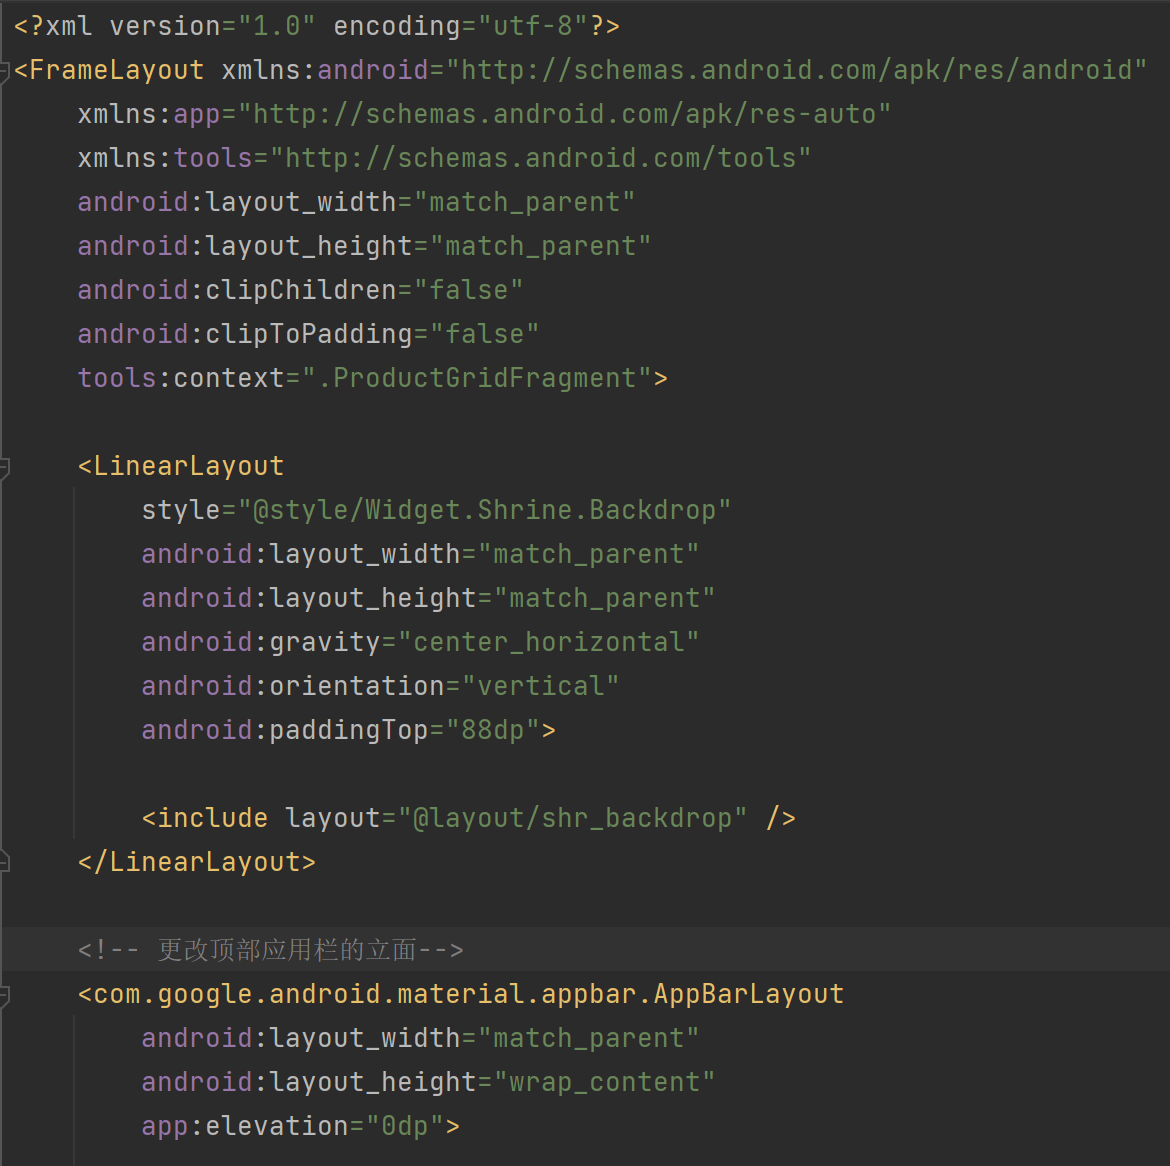 <?xml version="1.0" encoding="utf-8"?>
<FrameLayout xmlns:android="http://schemas.android.com/apk/res/android"
    xmlns:app="http://schemas.android.com/apk/res-auto"
    xmlns:tools="http://schemas.android.com/tools"
    android:layout_width="match_parent"
    android:layout_height="match_parent"
    android:clipChildren="false"
    android:clipToPadding="false"
    tools:context=".ProductGridFragment">

    <LinearLayout
        style="@style/Widget.Shrine.Backdrop"
        android:layout_width="match_parent"
        android:layout_height="match_parent"
        android:gravity="center_horizontal"
        android:orientation="vertical"
        android:paddingTop="88dp">

        <include layout="@layout/shr_backdrop" />
    </LinearLayout>

    <!-- 更改顶部应用栏的立面-->
    <com.google.android.material.appbar.AppBarLayout
        android:layout_width="match_parent"
        android:layout_height="wrap_content"
        app:elevation="0dp">